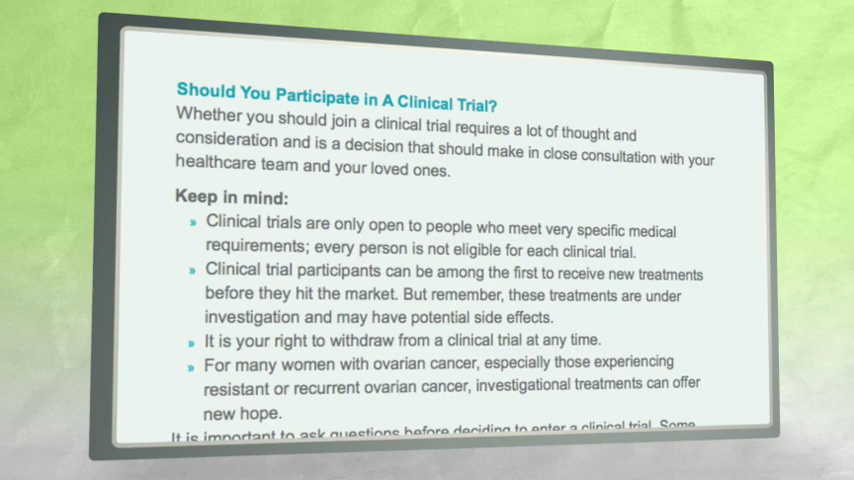 Should You Participate in A Clinical Trial?
Whether you should join a clinical trial requires a lot of thought and
consideration and is a decision that should make in close consultation with your
healthcare team and your loved ones.
Keep in mind:
» Clinical trials are only open to people who meet very specific medical
requirements; every person is not eligible for each clinical trial.
» Clinical trial participants can be among the first to receive new treatments
before they hit the market. But remember, these treatments are under
investigation and may have potential side effects.
» It is your right to withdraw from a clinical trial at any time.
» For many women with ovarian cancer, especially those experiencing
resistant or recurrent ovarian cancer, investigational treatments can offer
new hope.
It is important to ask questions before deciding to enter a clinical trial. Some